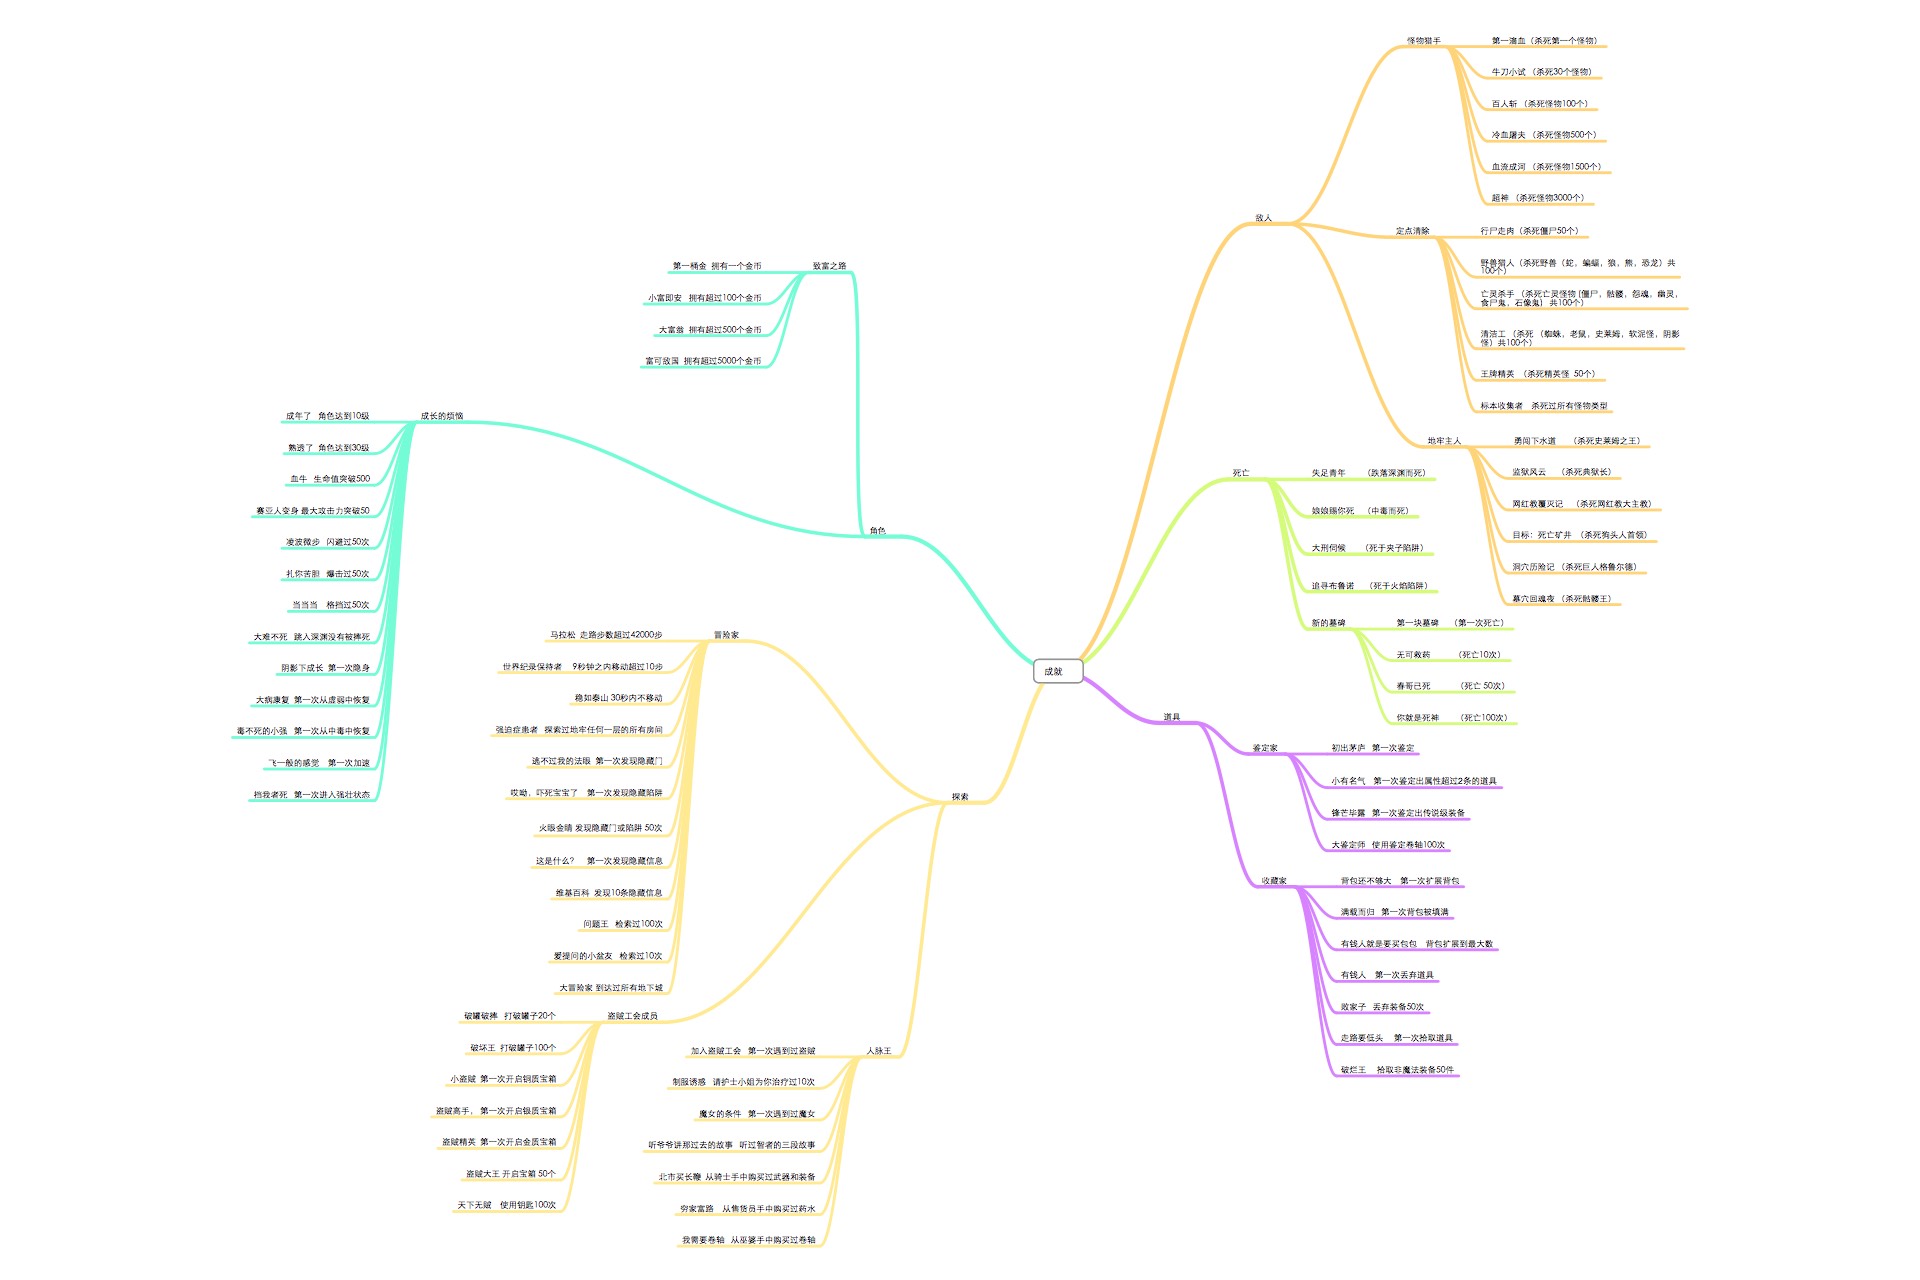 成就
敌人
怪物猎手
第一滴血（杀死第一个怪物）
牛刀小试 （杀死30个怪物）
百人斩 （杀死怪物100个）
冷血屠夫 （杀死怪物500个）
血流成河 （杀死怪物1500个）
超神 （杀死怪物3000个）
定点清除
行尸走肉（杀死僵尸50个）
野兽猎人（杀死野兽（蛇，蝙蝠，狼，熊，恐龙）共
100个）
亡灵杀手 （杀死亡灵怪物 (僵尸，骷髅，怨魂，幽灵，
食尸鬼，石像鬼） 共100个）
清洁工 （杀死 （蜘蛛，老鼠，史莱姆，软泥怪，阴影
怪）共100个）
王牌精英 （杀死精英怪 50个）
标本收集者 杀死过所有怪物类型
地牢主人
勇闯下水道 （杀死史莱姆之王）
监狱风云 （杀死典狱长）
网红教覆灭记 （杀死网红教大主教）
目标：死亡矿井 （杀死狗头人首领）
洞穴历险记 （杀死巨人格鲁尔德）
墓穴回魂夜 （杀死骷髅王）
死亡
失足青年 （跌落深渊而死）
娘娘赐你死 （中毒而死）
大刑伺候 （死于夹子陷阱）
追寻布鲁诺 （死于火焰陷阱）
新的墓碑
第一块墓碑 （第一次死亡）
无可救药 （死亡10次）
春哥已死 （死亡 50次）
你就是死神 （死亡100次）
道具
鉴定家
初出茅庐 第一次鉴定
小有名气 第一次鉴定出属性超过2条的道具
锋芒毕露 第一次鉴定出传说级装备
大鉴定师 使用鉴定卷轴100次
收藏家
背包还不够大 第一次扩展背包
满载而归 第一次背包被填满
有钱人就是要买包包 背包扩展到最大数
有钱人 第一次丢弃道具
败家子 丢弃装备50次
走路要低头 第一次拾取道具
破烂王 拾取非魔法装备50件
角色
致富之路
第一桶金 拥有一个金币
小富即安 拥有超过100个金币
大富翁 拥有超过500个金币
富可敌国 拥有超过5000个金币
成长的烦恼
成年了 角色达到10级
熟透了 角色达到30级
血牛 生命值突破500
赛亚人变身 最大攻击力突破50
凌波微步 闪避过50次
扎你苦胆 爆击过50次
当当当 格挡过50次
大难不死 跳入深渊没有被摔死
阴影下成长 第一次隐身
大病康复 第一次从虚弱中恢复
毒不死的小强 第一次从中毒中恢复
飞一般的感觉 第一次加速
挡我者死 第一次进入强壮状态
探索
冒险家
马拉松 走路步数超过42000步
世界纪录保持者 9秒钟之内移动超过10步
稳如泰山 30秒内不移动
强迫症患者 探索过地牢任何一层的所有房间
逃不过我的法眼 第一次发现隐藏门
哎呦，吓死宝宝了 第一次发现隐藏陷阱
火眼金睛 发现隐藏门或陷阱 50次
这是什么？ 第一次发现隐藏信息
维基百科 发现10条隐藏信息
问题王 检索过100次
爱提问的小盆友 检索过10次
大冒险家 到达过所有地下城
盗贼工会成员
破罐破摔 打破罐子20个
破坏王 打破罐子100个
小盗贼 第一次开启铜质宝箱
盗贼高手， 第一次开启银质宝箱
盗贼精英 第一次开启金质宝箱
盗贼大王 开启宝箱 50个
天下无贼 使用钥匙100次
人脉王
加入盗贼工会 第一次遇到过盗贼
制服诱惑 请护士小姐为你治疗过10次
魔女的条件 第一次遇到过魔女
听爷爷讲那过去的故事 听过智者的三段故事
北市买长鞭 从骑士手中购买过武器和装备
穷家富路 从售货员手中购买过药水
我需要卷轴 从巫婆手中购买过卷轴